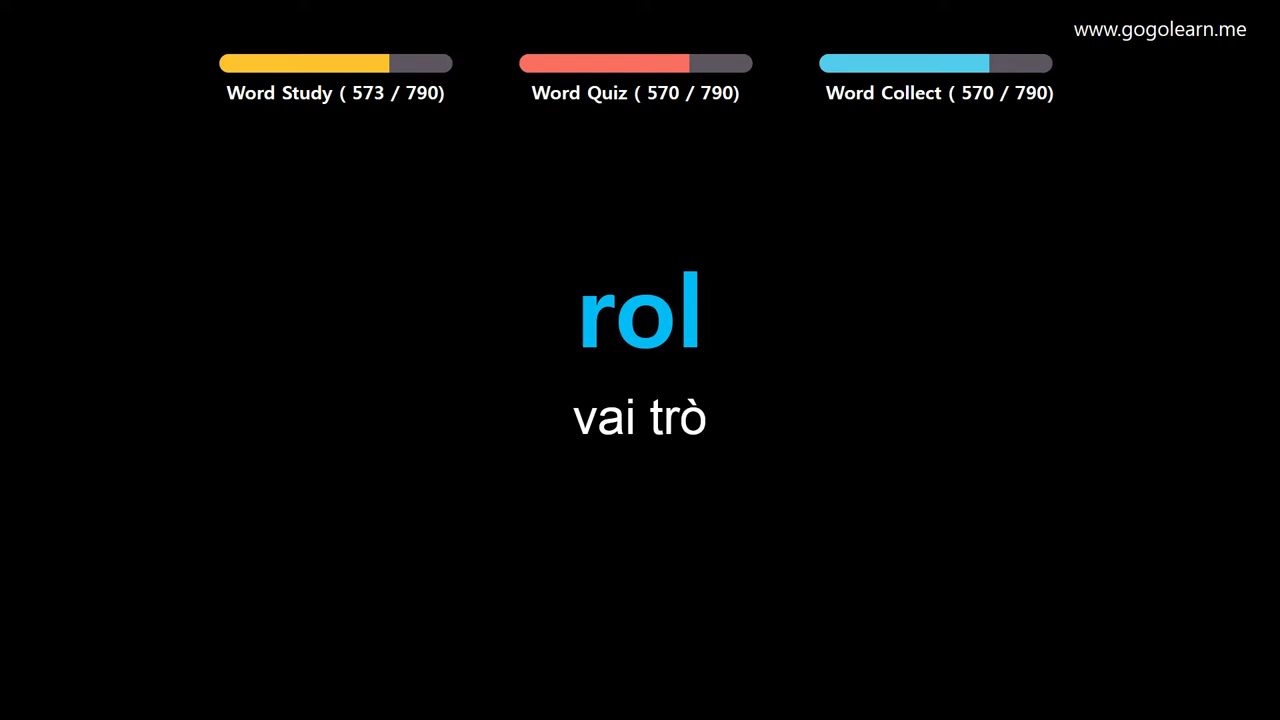 www.gogolearn.me
Word Study ( 573 / 790)
Word Quiz ( 570 / 790)
Word Collect ( 570 / 790)
rol
vai trò